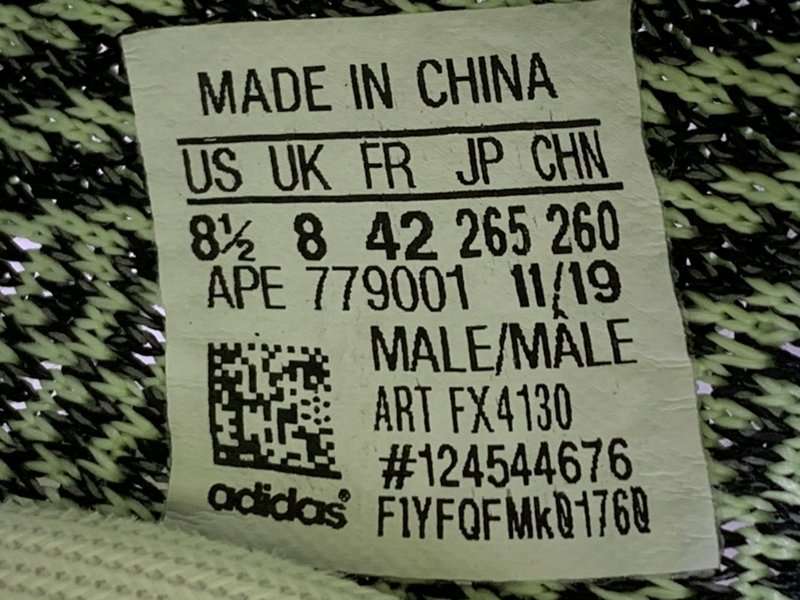 MADE IN CHINA
US UK FR JP CHN
8½ 8 42 265 260
APE 779001 11/19
MALE/MÂLE
ART FX4130
#124544676
adidas®
F1YFQFMk01760